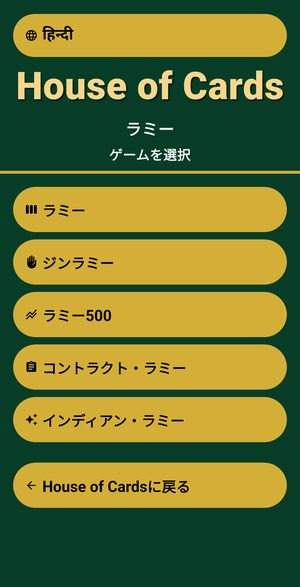 हिन्दी
House of Cards
ラミー
ゲームを選択
ラミー
ジンラミー
ラミー500
コントラクト・ラミー
インディアン・ラミー
House of Cardsに戻る